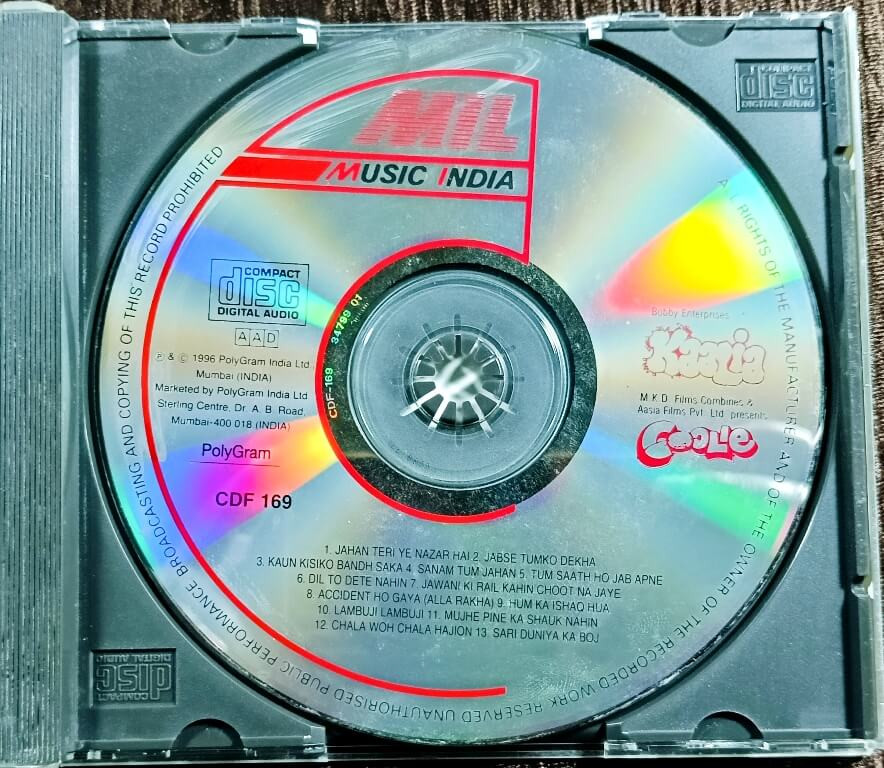 MIL
MUSIC INDIA
COMPACT
disc
DIGITAL AUDIO
COMPACT
disc
DIGITAL AUDIO
AAD
℗ & © 1996 PolyGram India Ltd.
Mumbai (INDIA)
Marketed by PolyGram India Ltd
Sterling Centre, Dr. A. B. Road,
Mumbai-400 018 (INDIA)
PolyGram
CDF 169
CDF-169 34799 01
Bobby Enterprises
Kaalia
M.K.D. Films Combines &
Aasia Films Pvt. Ltd. presents
COOLIE
1. JAHAN TERI YE NAZAR HAI 2. JABSE TUMKO DEKHA
3. KAUN KISIKO BANDH SAKA 4. SANAM TUM JAHAN 5. TUM SAATH HO JAB APNE
6. DIL TO DETE NAHIN 7. JAWANI KI RAIL KAHIN CHOOT NA JAYE
8. ACCIDENT HO GAYA (ALLA RAKHA) 9. HUM KA ISHAQ HUA
10. LAMBUJI LAMBUJI 11. MUJHE PINE KA SHAUK NAHIN
12. CHALA WOH CHALA HAJION 13. SARI DUNIYA KA BOJ
ALL RIGHTS OF THE MANUFACTURER AND OF THE OWNER OF THE RECORDED WORK RESERVED UNAUTHORISED PUBLIC PERFORMANCE BROADCASTING AND COPYING OF THIS RECORD PROHIBITED
COMPACT
disc
DIGITAL AUDIO